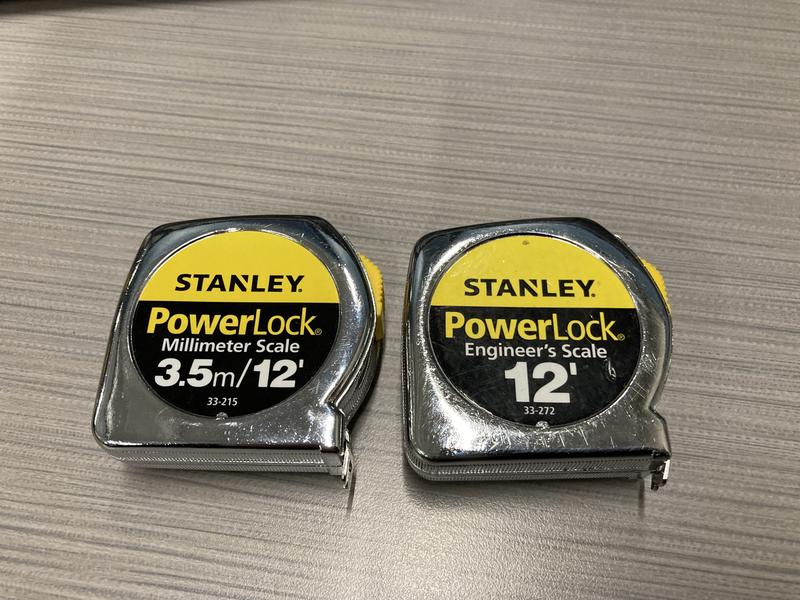 STANLEY®
PowerLock®
Millimeter Scale
3.5m/12'
33-215
STANLEY®
PowerLock®
Engineer's Scale
12'
33-272